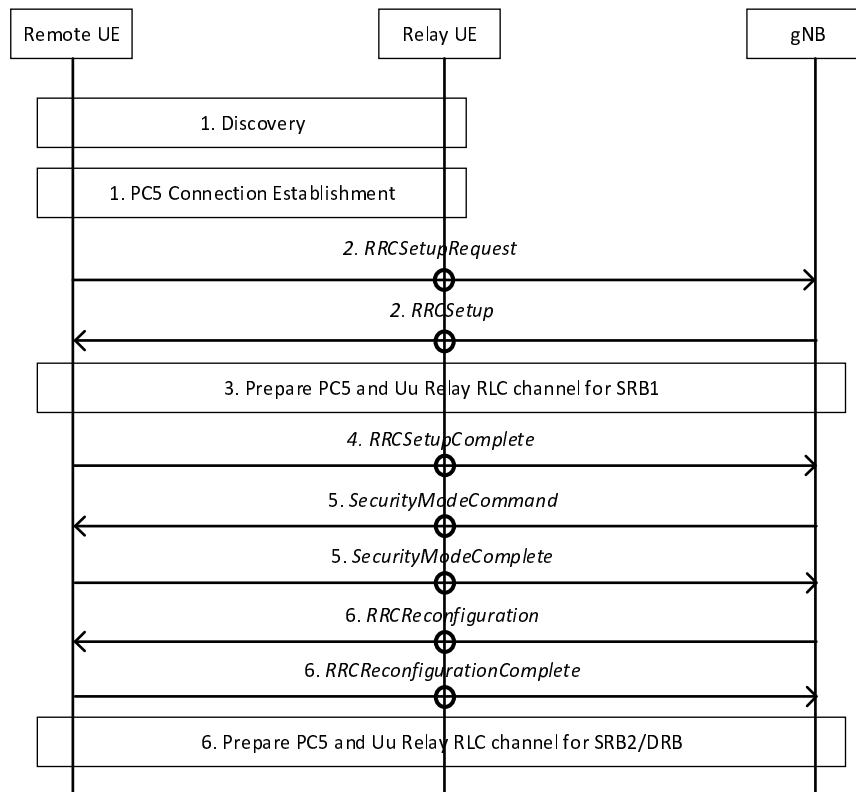 Remote UE
Relay UE
gNB
1. Discovery
1. PC5 Connection Establishment
2. RRCSetupRequest
2. RRCSetup
3. Prepare PC5 and Uu Relay RLC channel for SRB1
4. RRCSetupComplete
5. SecurityModeCommand
5. SecurityModeComplete
6. RRCReconfiguration
6. RRCReconfigurationComplete
6. Prepare PC5 and Uu Relay RLC channel for SRB2/DRB